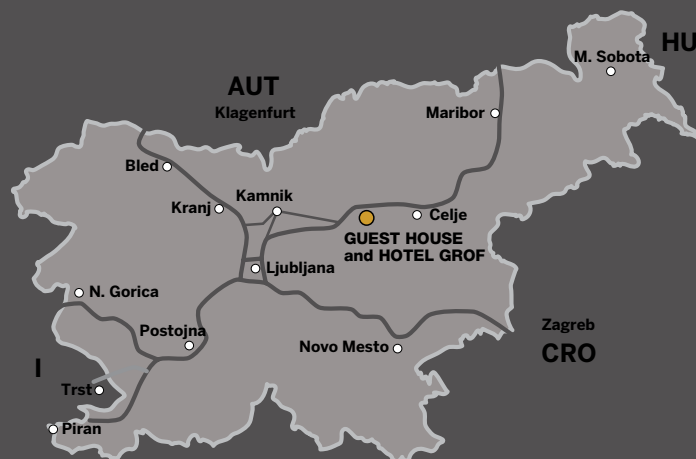 HU
M. Sobota
AUT
Klagenfurt
Maribor
Bled
Kamnik
Kranj
Celje
GUEST HOUSE
and HOTEL GROF
Ljubljana
N. Gorica
Postojna
Zagreb
Novo Mesto
CRO
I
Trst
Piran